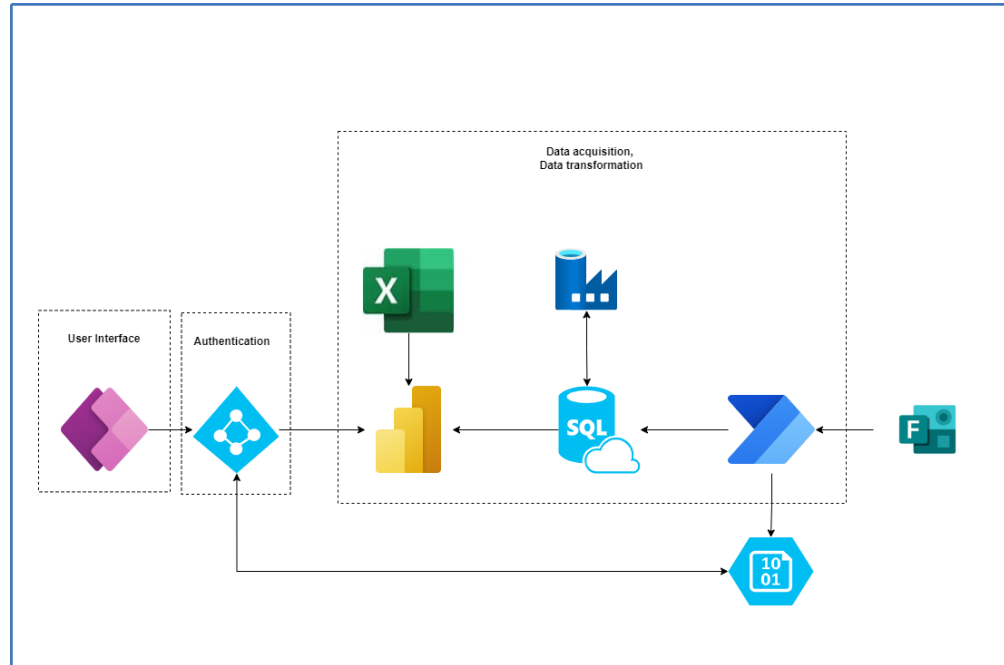 Data acquisition,
Data transformation
X
User Interface
Authentication
SQL
F
10
01